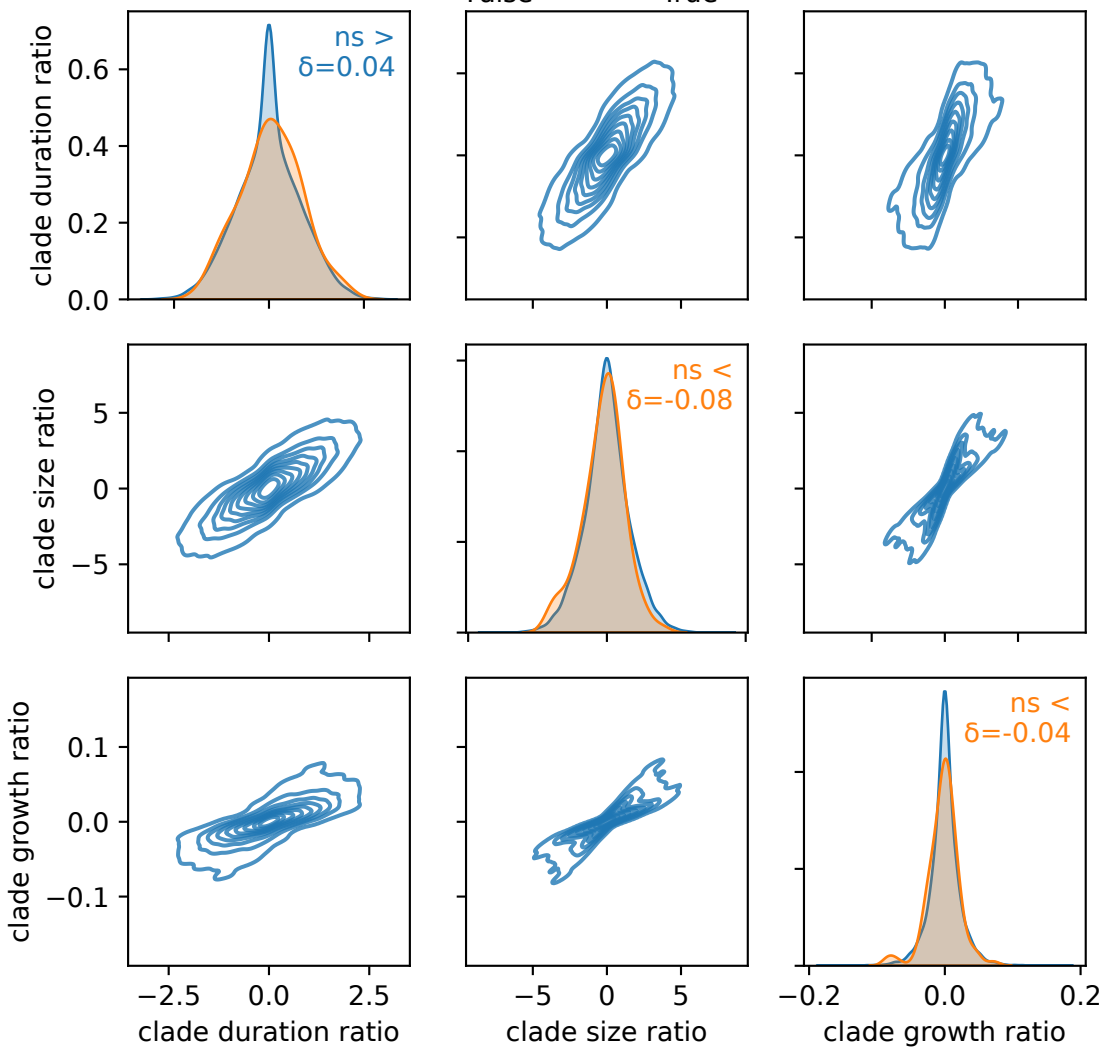 False True
clade duration ratio
0.6
0.4
0.2
0.0
ns >
δ=0.04
clade size ratio
5
0
−5
ns <
δ=-0.08
clade growth ratio
0.1
0.0
−0.1
ns <
δ=-0.04
−2.5 0.0 2.5
−5 0 5
−0.2 0.0 0.2
clade duration ratio
clade size ratio
clade growth ratio